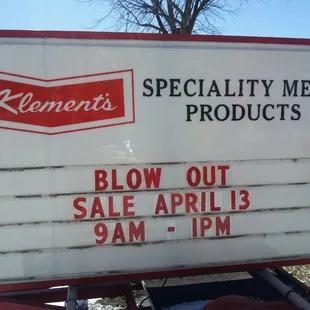 Klement's
SPECIALITY ME
PRODUCTS
BLOW OUT
SALE APRIL 13
9AM - 1PM